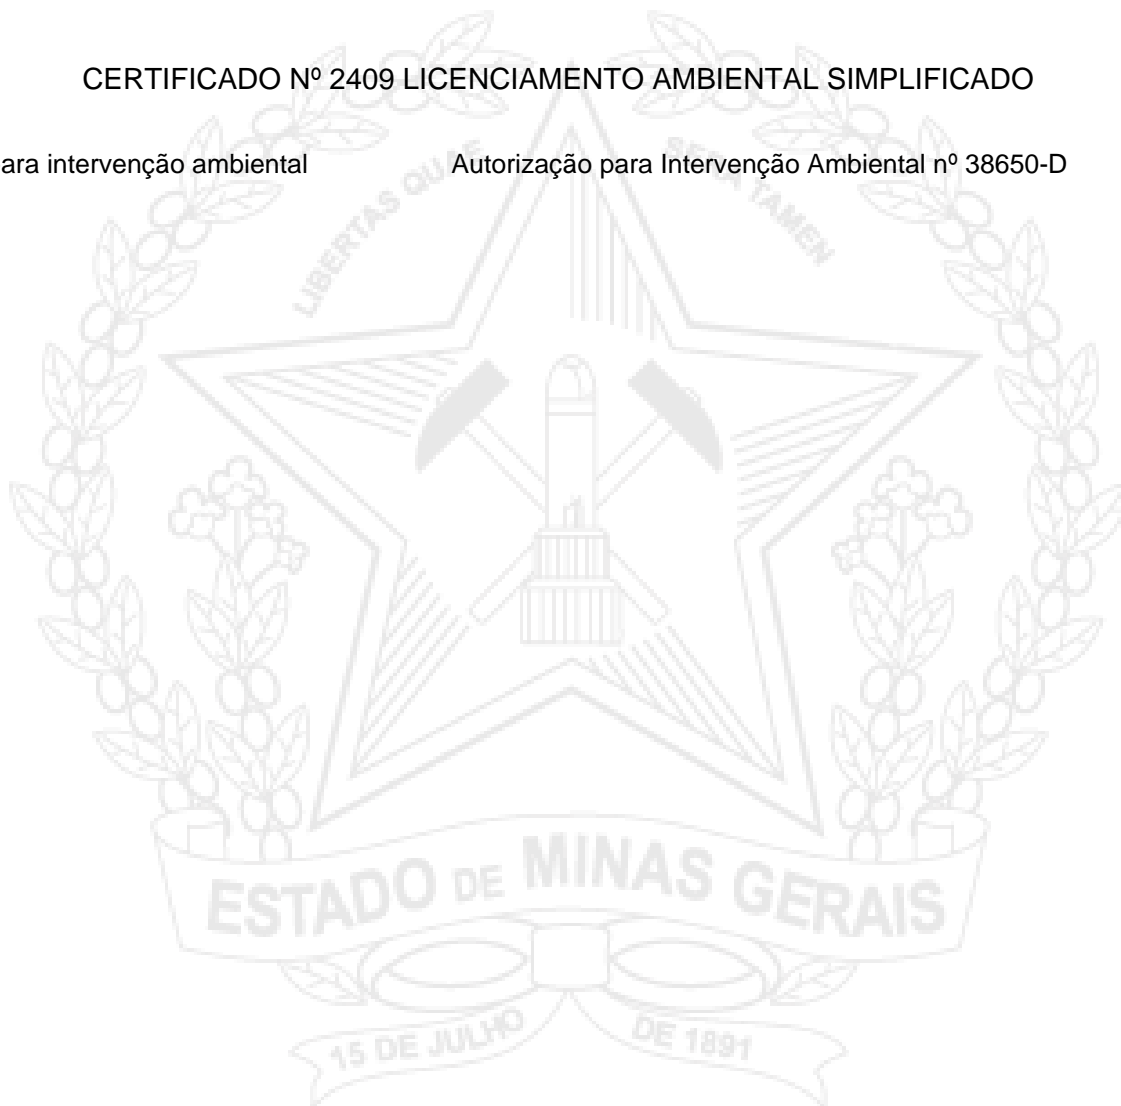 CERTIFICADO Nº 2409 LICENCIAMENTO AMBIENTAL SIMPLIFICADO
ara intervenção ambiental Autorização para Intervenção Ambiental nº 38650-D
LIBERTAS QUAE SERA TAMEN
ESTADO DE MINAS GERAIS
15 DE JULHO DE 1891